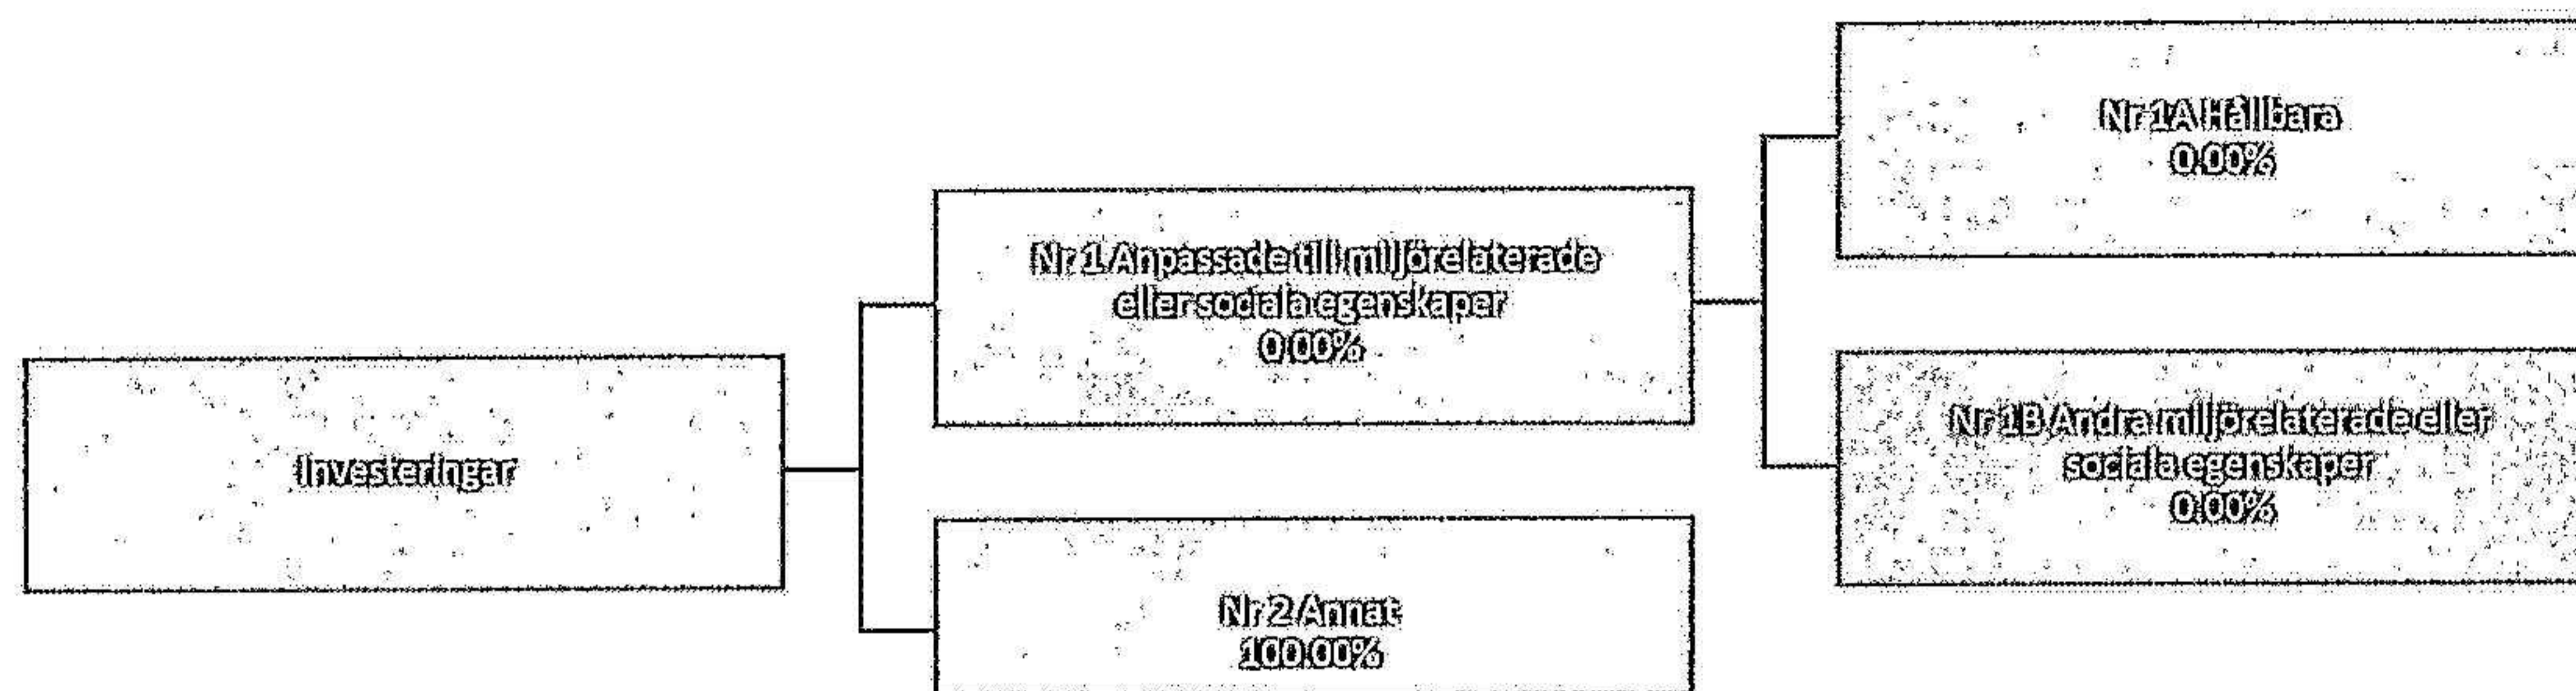 Nr 1A Hållbara
0.00%
Nr 1 Anpassade till miljörelaterade
eller sociala egenskaper
0.00%
Investeringar
Nr 1B Andra miljörelaterade eller
sociala egenskaper
0.00%
Nr 2 Annat
100.00%